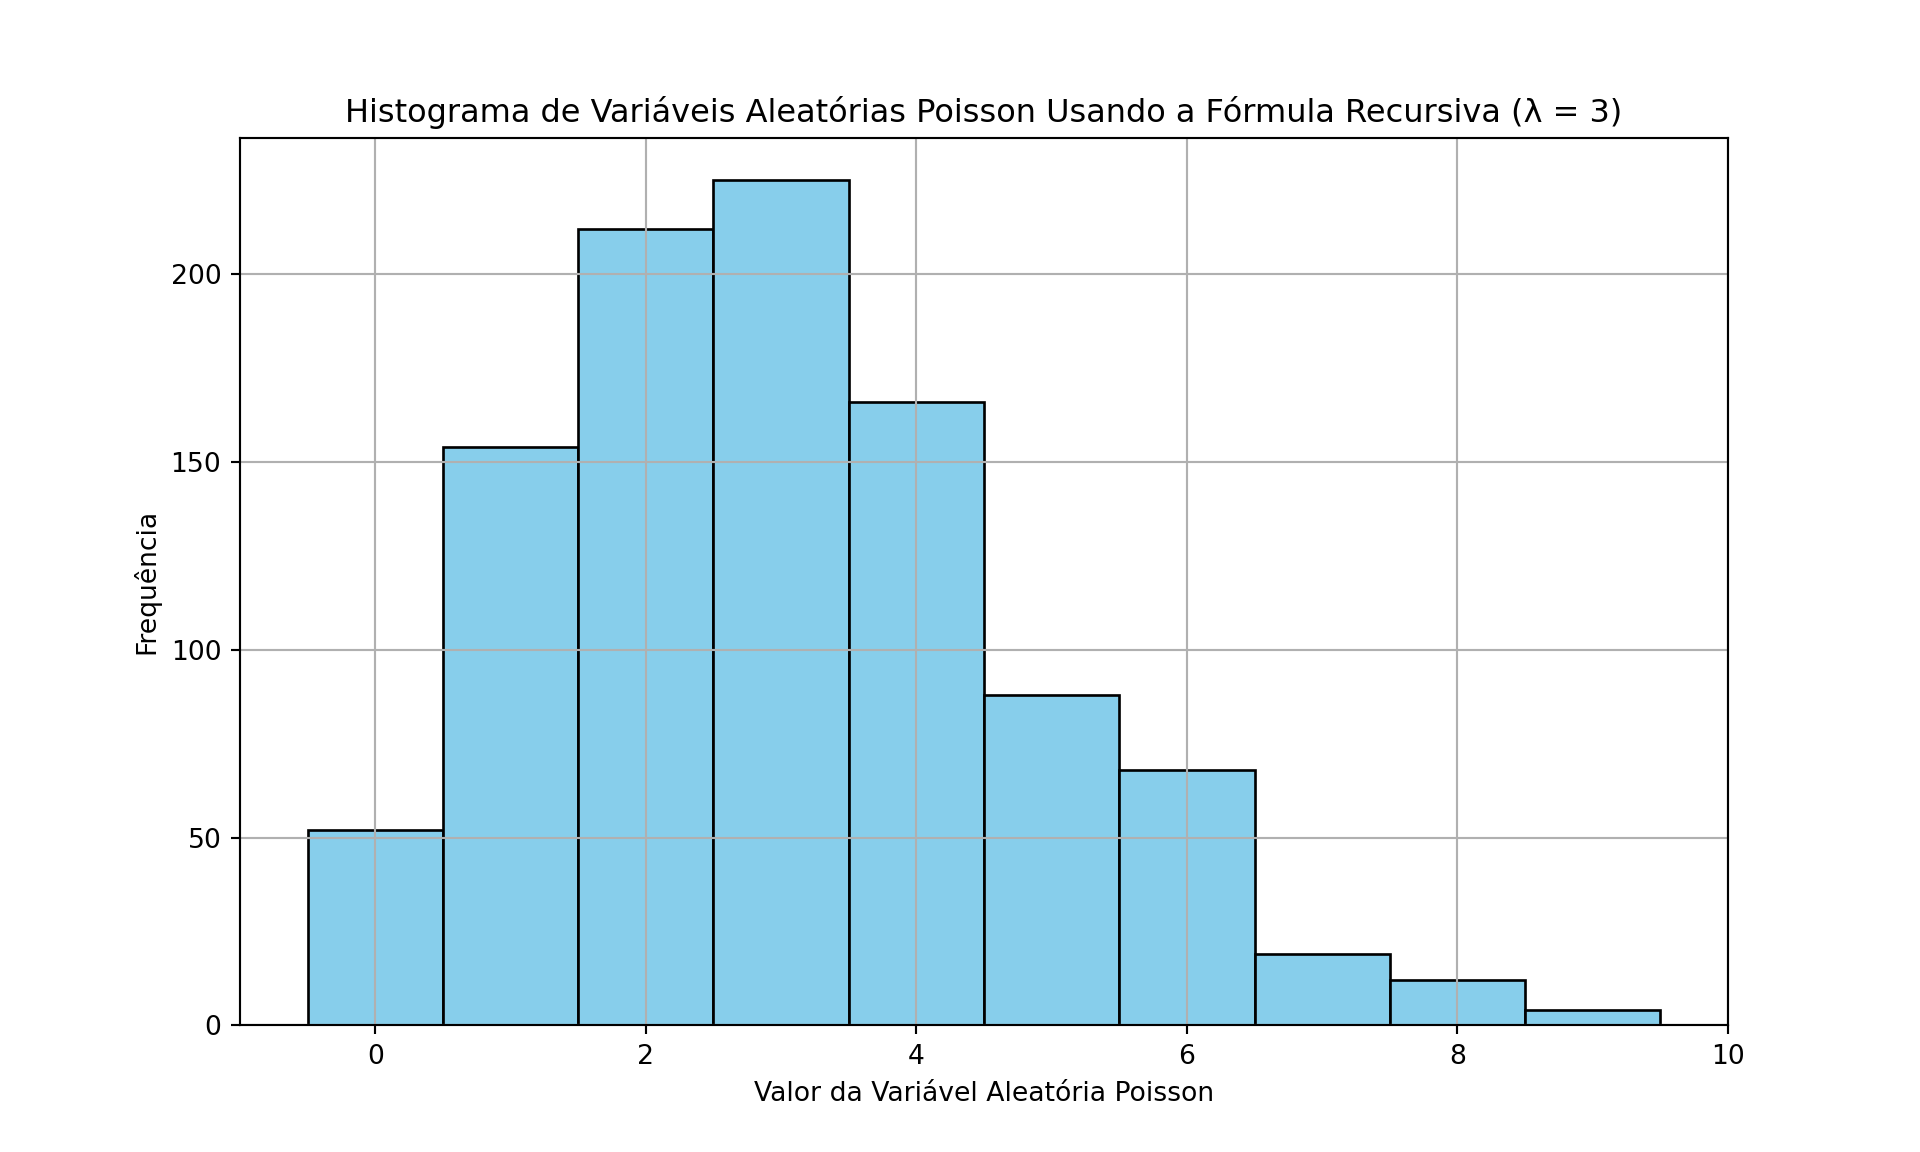 Histograma de Variáveis Aleatórias Poisson Usando a Fórmula Recursiva (λ = 3)
Frequência
200
150
100
50
0
0 2 4 6 8 10
Valor da Variável Aleatória Poisson